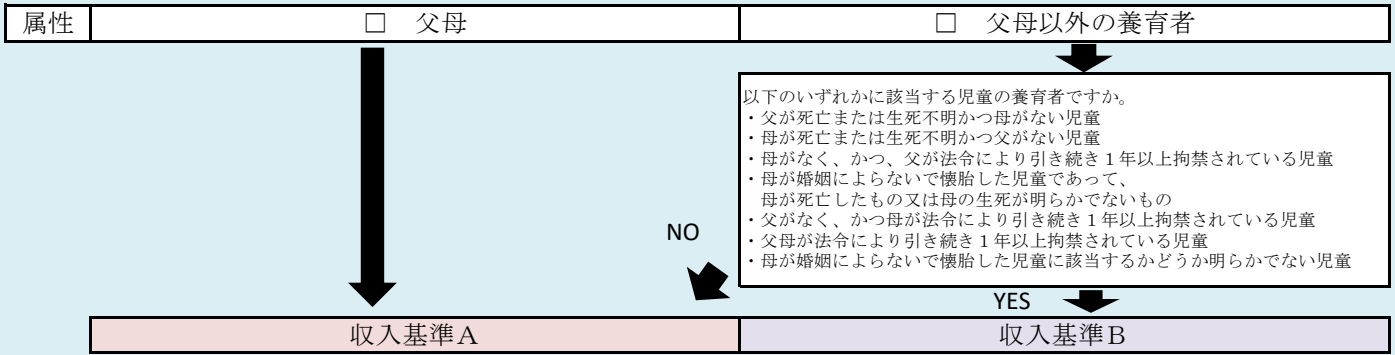 属性
□ 父母
□ 父母以外の養育者
以下のいずれかに該当する児童の養育者ですか。
・父が死亡または生死不明かつ母がない児童
・母が死亡または生死不明かつ父がない児童
・母がなく、かつ、父が法令により引き続き１年以上拘禁されている児童
・母が婚姻によらないで懐胎した児童であって、
母が死亡したもの又は母の生死が明らかでないもの
・父がなく、かつ母が法令により引き続き１年以上拘禁されている児童
・父母が法令により引き続き１年以上拘禁されている児童
・母が婚姻によらないで懐胎した児童に該当するかどうか明らかでない児童
NO
YES
収入基準Ａ
収入基準Ｂ